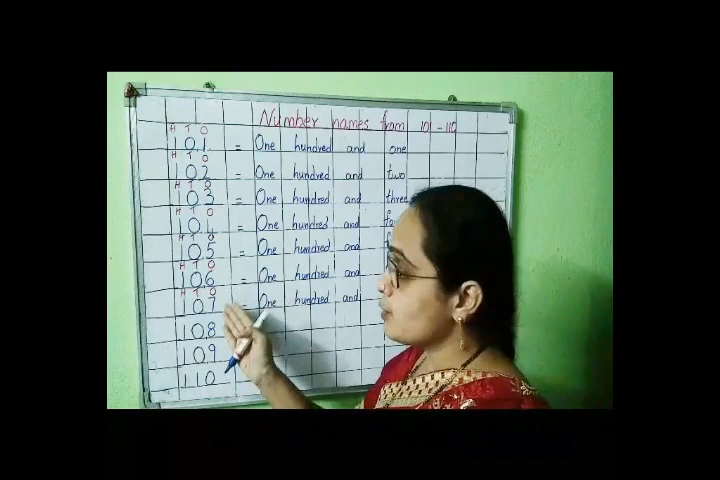 Number names from 101 - 110
H T O
101 = One hundred and one
H T O
102 = One hundred and two
H T O
103 = One hundred and three
H T O
104 = One hundred and
H T O
105 = One hundred and
H T O
106 = One hundred and
H T O
107 = One hundred and
108
109
110